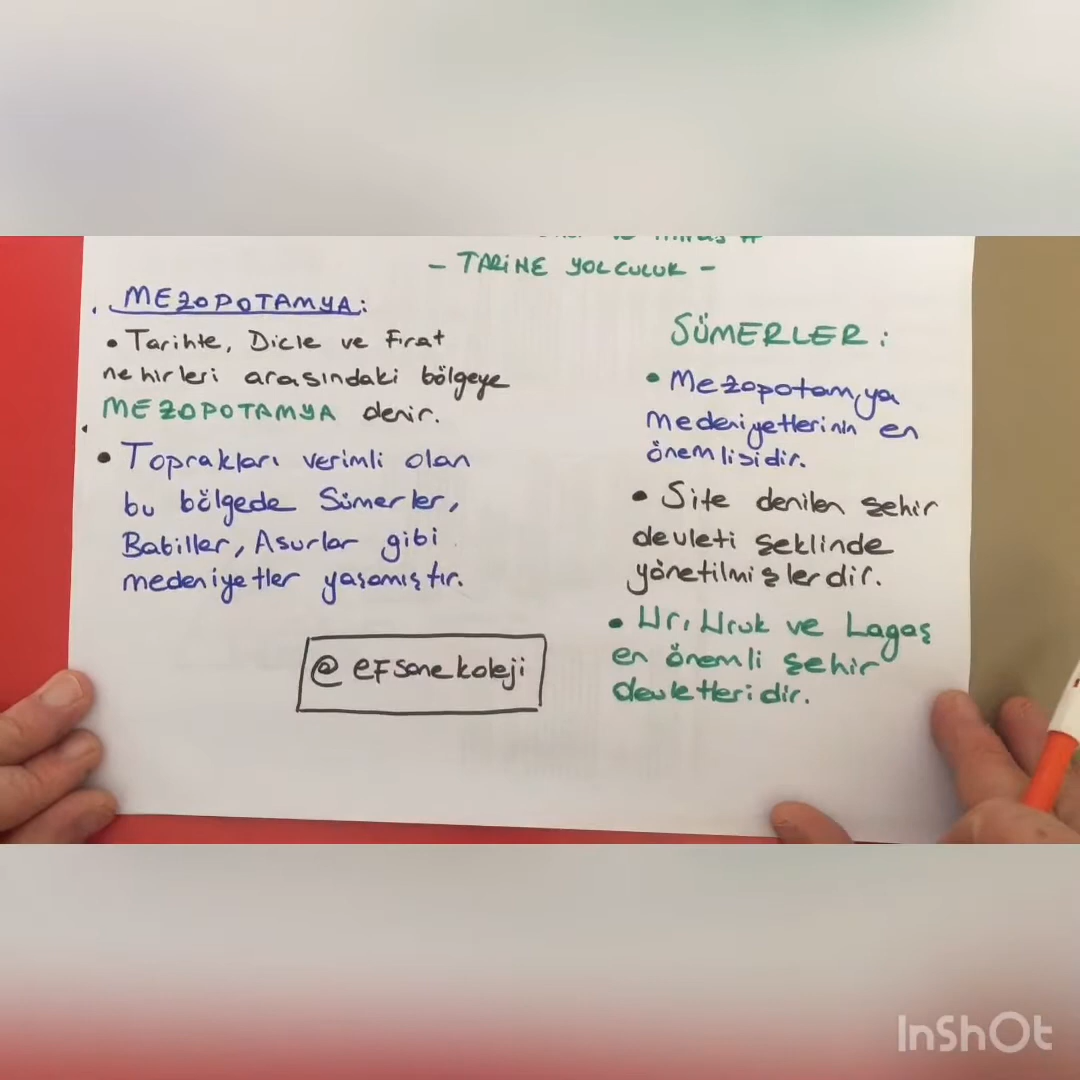 - TARİHE YOLCULUK -
MEZOPOTAMYA:
• Tarihte, Dicle ve Fırat
nehirleri arasındaki bölgeye
MEZOPOTAMYA denir.
• Toprakları verimli olan
bu bölgede Sümerler,
Babiller, Asurlar gibi
medeniyetler yaşamıştır.
@efsanekoleji
SÜMERLER:
• Mezopotamya
medeniyetlerinin en
önemlisidir.
• Site denilen şehir
devleti şeklinde
yönetilmişlerdir.
• Ur, Uruk ve Lagaş
en önemli şehir
devletleridir.
InShOt